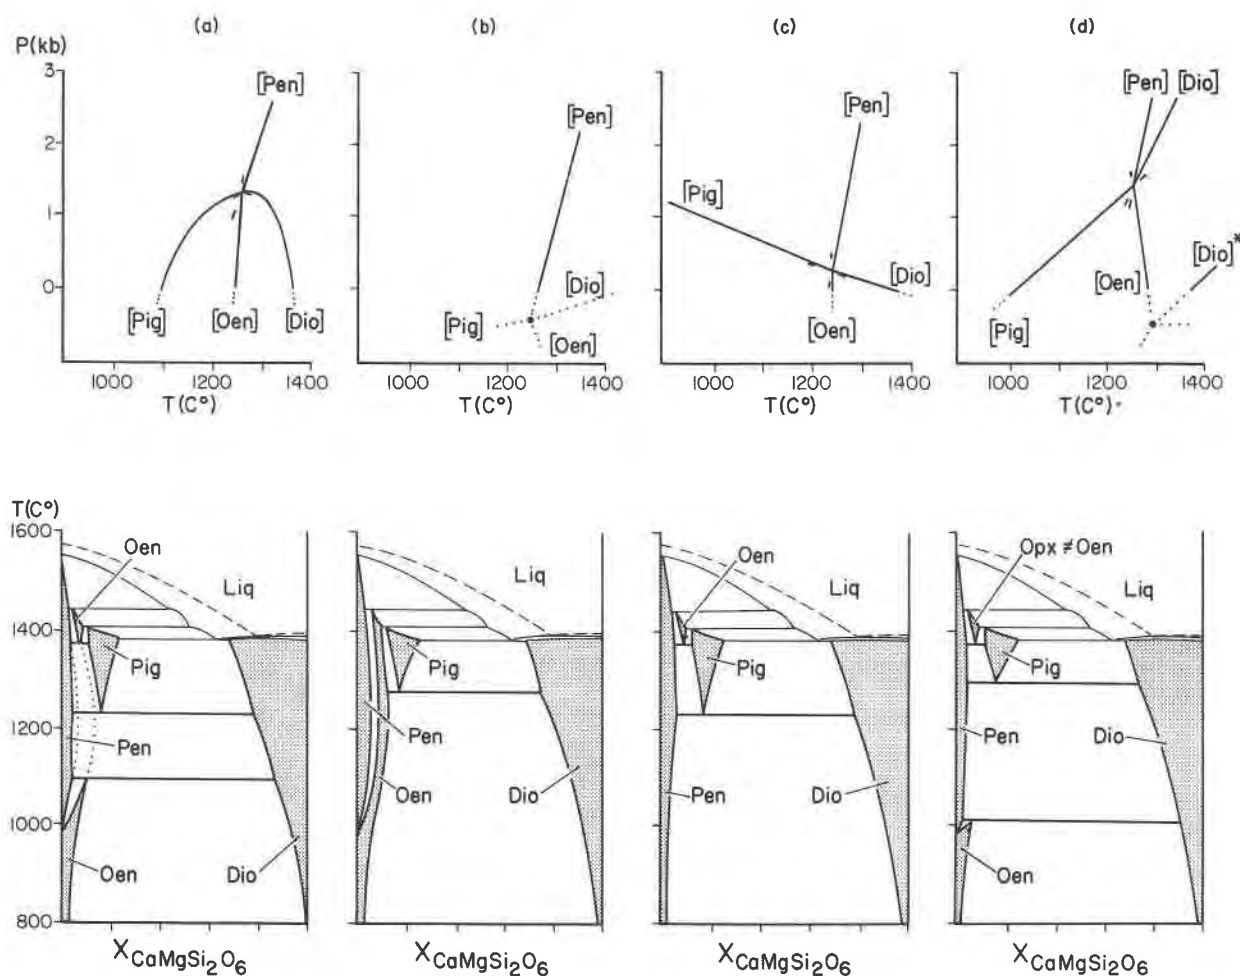 (a) (b) (c) (d)
P(kb)
3
2
1
0
[Pen]
[Pig] [Oen] [Dio]
1000 1200 1400
T(C°)
[Pen]
[Dio]
[Pig]
[Oen]
1000 1200 1400
T(C°)
[Pen]
[Pig]
[Dio]
[Oen]
1000 1200 1400
T(C°)
[Pen] [Dio]
[Dio]*
[Oen]
[Pig]
1000 1200 1400
T(C°)
T(C°)
1600
1400
1200
1000
800
Oen
Liq
Pig
Pen
Oen
Dio
XCaMgSi2O6
Liq
Pig
Pen
Oen
Dio
XCaMgSi2O6
Oen
Liq
Pig
Pen
Dio
XCaMgSi2O6
Opx ≠ Oen
Liq
Pig
Pen
Dio
Oen
XCaMgSi2O6